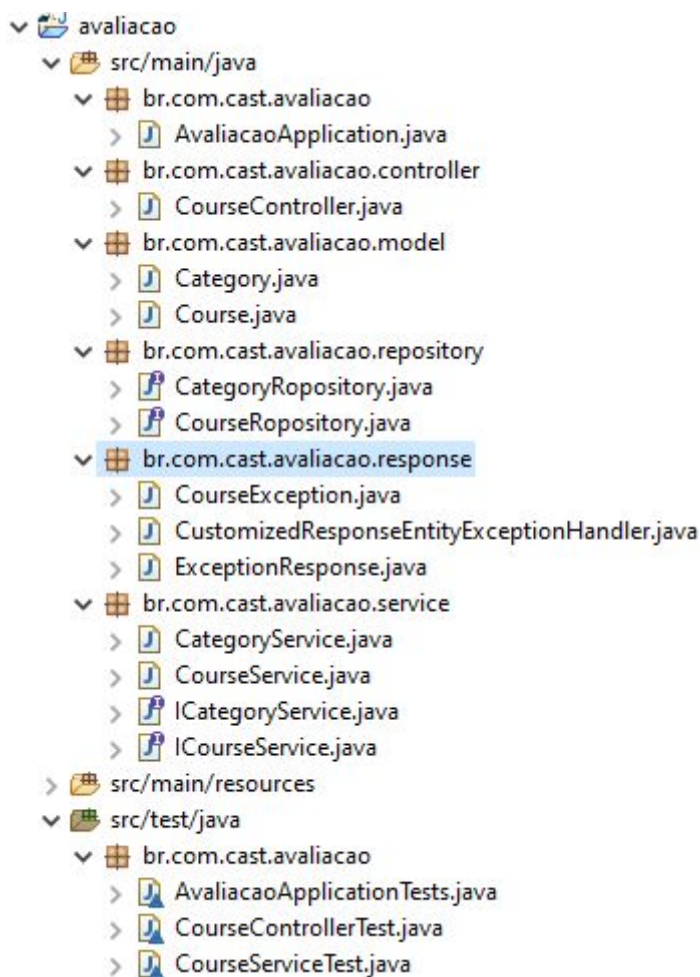 avaliacao
src/main/java
br.com.cast.avaliacao
AvaliacaoApplication.java
br.com.cast.avaliacao.controller
CourseController.java
br.com.cast.avaliacao.model
Category.java
Course.java
br.com.cast.avaliacao.repository
CategoryRopository.java
CourseRopository.java
br.com.cast.avaliacao.response
CourseException.java
CustomizedResponseEntityExceptionHandler.java
ExceptionResponse.java
br.com.cast.avaliacao.service
CategoryService.java
CourseService.java
ICategoryService.java
ICourseService.java
src/main/resources
src/test/java
br.com.cast.avaliacao
AvaliacaoApplicationTests.java
CourseControllerTest.java
CourseServiceTest.java